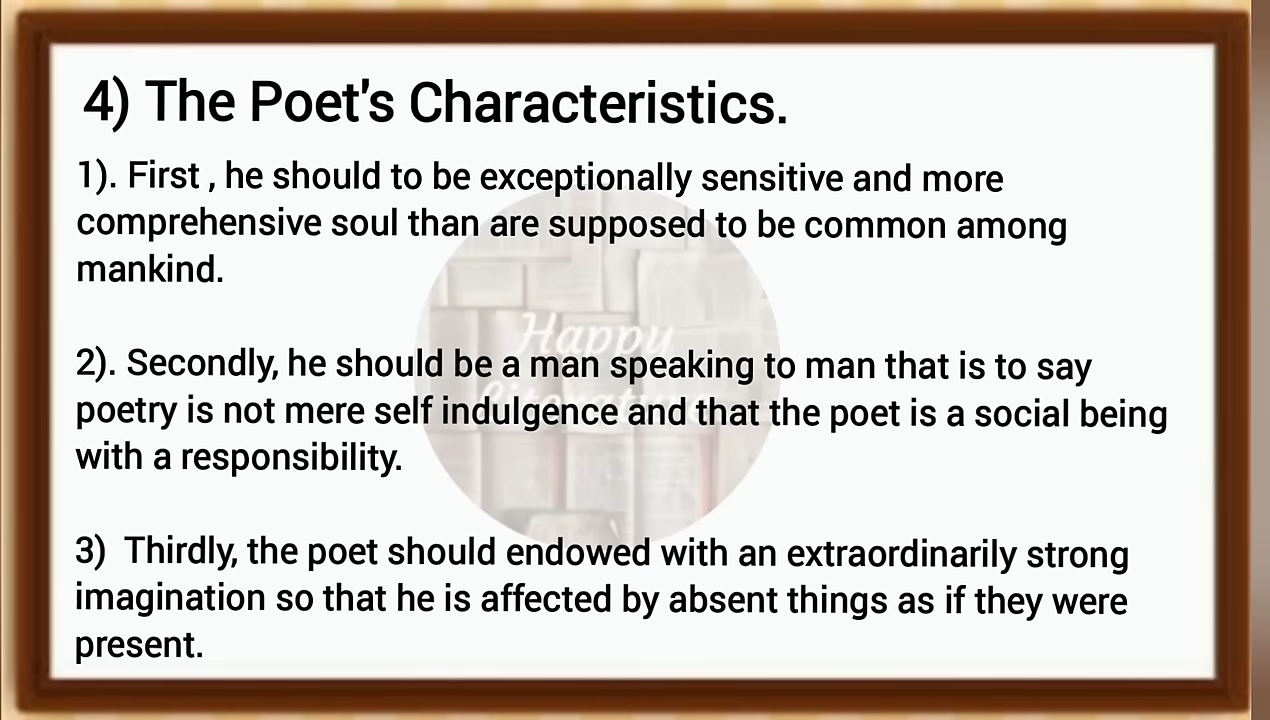 4) The Poet's Characteristics.
1). First , he should to be exceptionally sensitive and more
comprehensive soul than are supposed to be common among
mankind.
Happy
Literature
2). Secondly, he should be a man speaking to man that is to say
poetry is not mere self indulgence and that the poet is a social being
with a responsibility.
3) Thirdly, the poet should endowed with an extraordinarily strong
imagination so that he is affected by absent things as if they were
present.